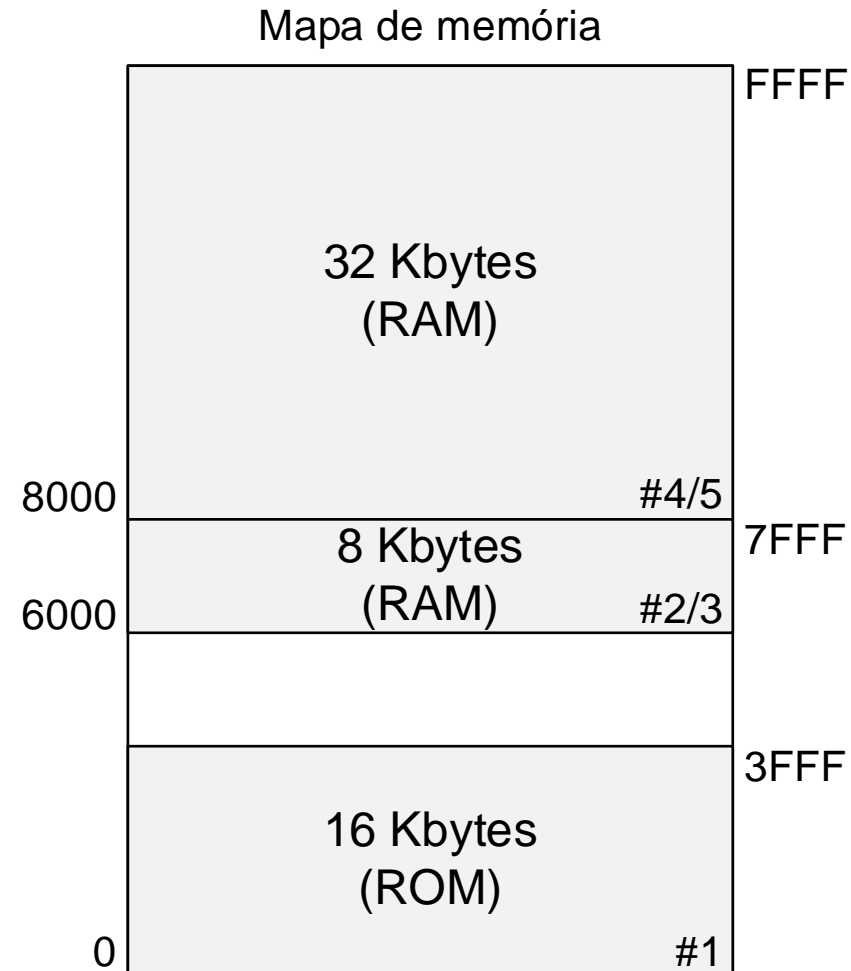 Mapa de memória
FFFF
32 Kbytes
(RAM)
8000
#4/5
8 Kbytes
7FFF
(RAM)
6000
#2/3
3FFF
16 Kbytes
(ROM)
0
#1